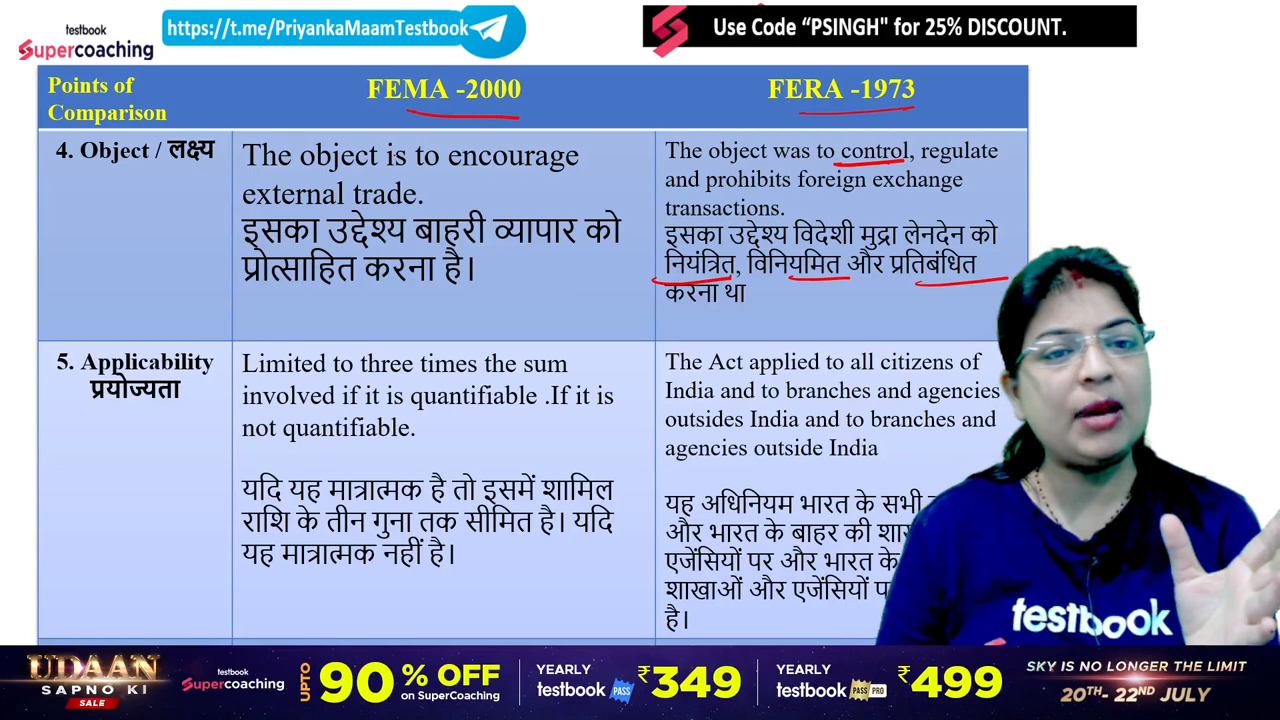 testbook
Supercoaching
https://t.me/PriyankaMaamTestbook
Use Code “PSINGH" for 25% DISCOUNT.
Points of
Comparison
FEMA -2000
FERA -1973
4. Object / लक्ष्य
The object is to encourage
external trade.
इसका उद्देश्य बाहरी व्यापार को
प्रोत्साहित करना है।
The object was to control, regulate
and prohibits foreign exchange
transactions.
इसका उद्देश्य विदेशी मुद्रा लेनदेन को
नियंत्रित, विनियमित और प्रतिबंधित
करना था
5. Applicability
प्रयोज्यता
Limited to three times the sum
involved if it is quantifiable .If it is
not quantifiable.
यदि यह मात्रात्मक है तो इसमें शामिल
राशि के तीन गुना तक सीमित है। यदि
यह मात्रात्मक नहीं है।
The Act applied to all citizens of
India and to branches and agencies
outsides India and to branches and
agencies outside India
यह अधिनियम भारत के सभी
और भारत के बाहर की
एजेंसियों पर और भारत के
शाखाओं और एजेंसियों
है।
testbook
UDAAN
SAPNO KI
SALE
testbook
Supercoaching
UPTO 90% OFF
on SuperCoaching
YEARLY
testbook PASS
₹349
YEARLY
testbook PASS PRO
₹499
SKY IS NO LONGER THE LIMIT
20TH- 22ND JULY